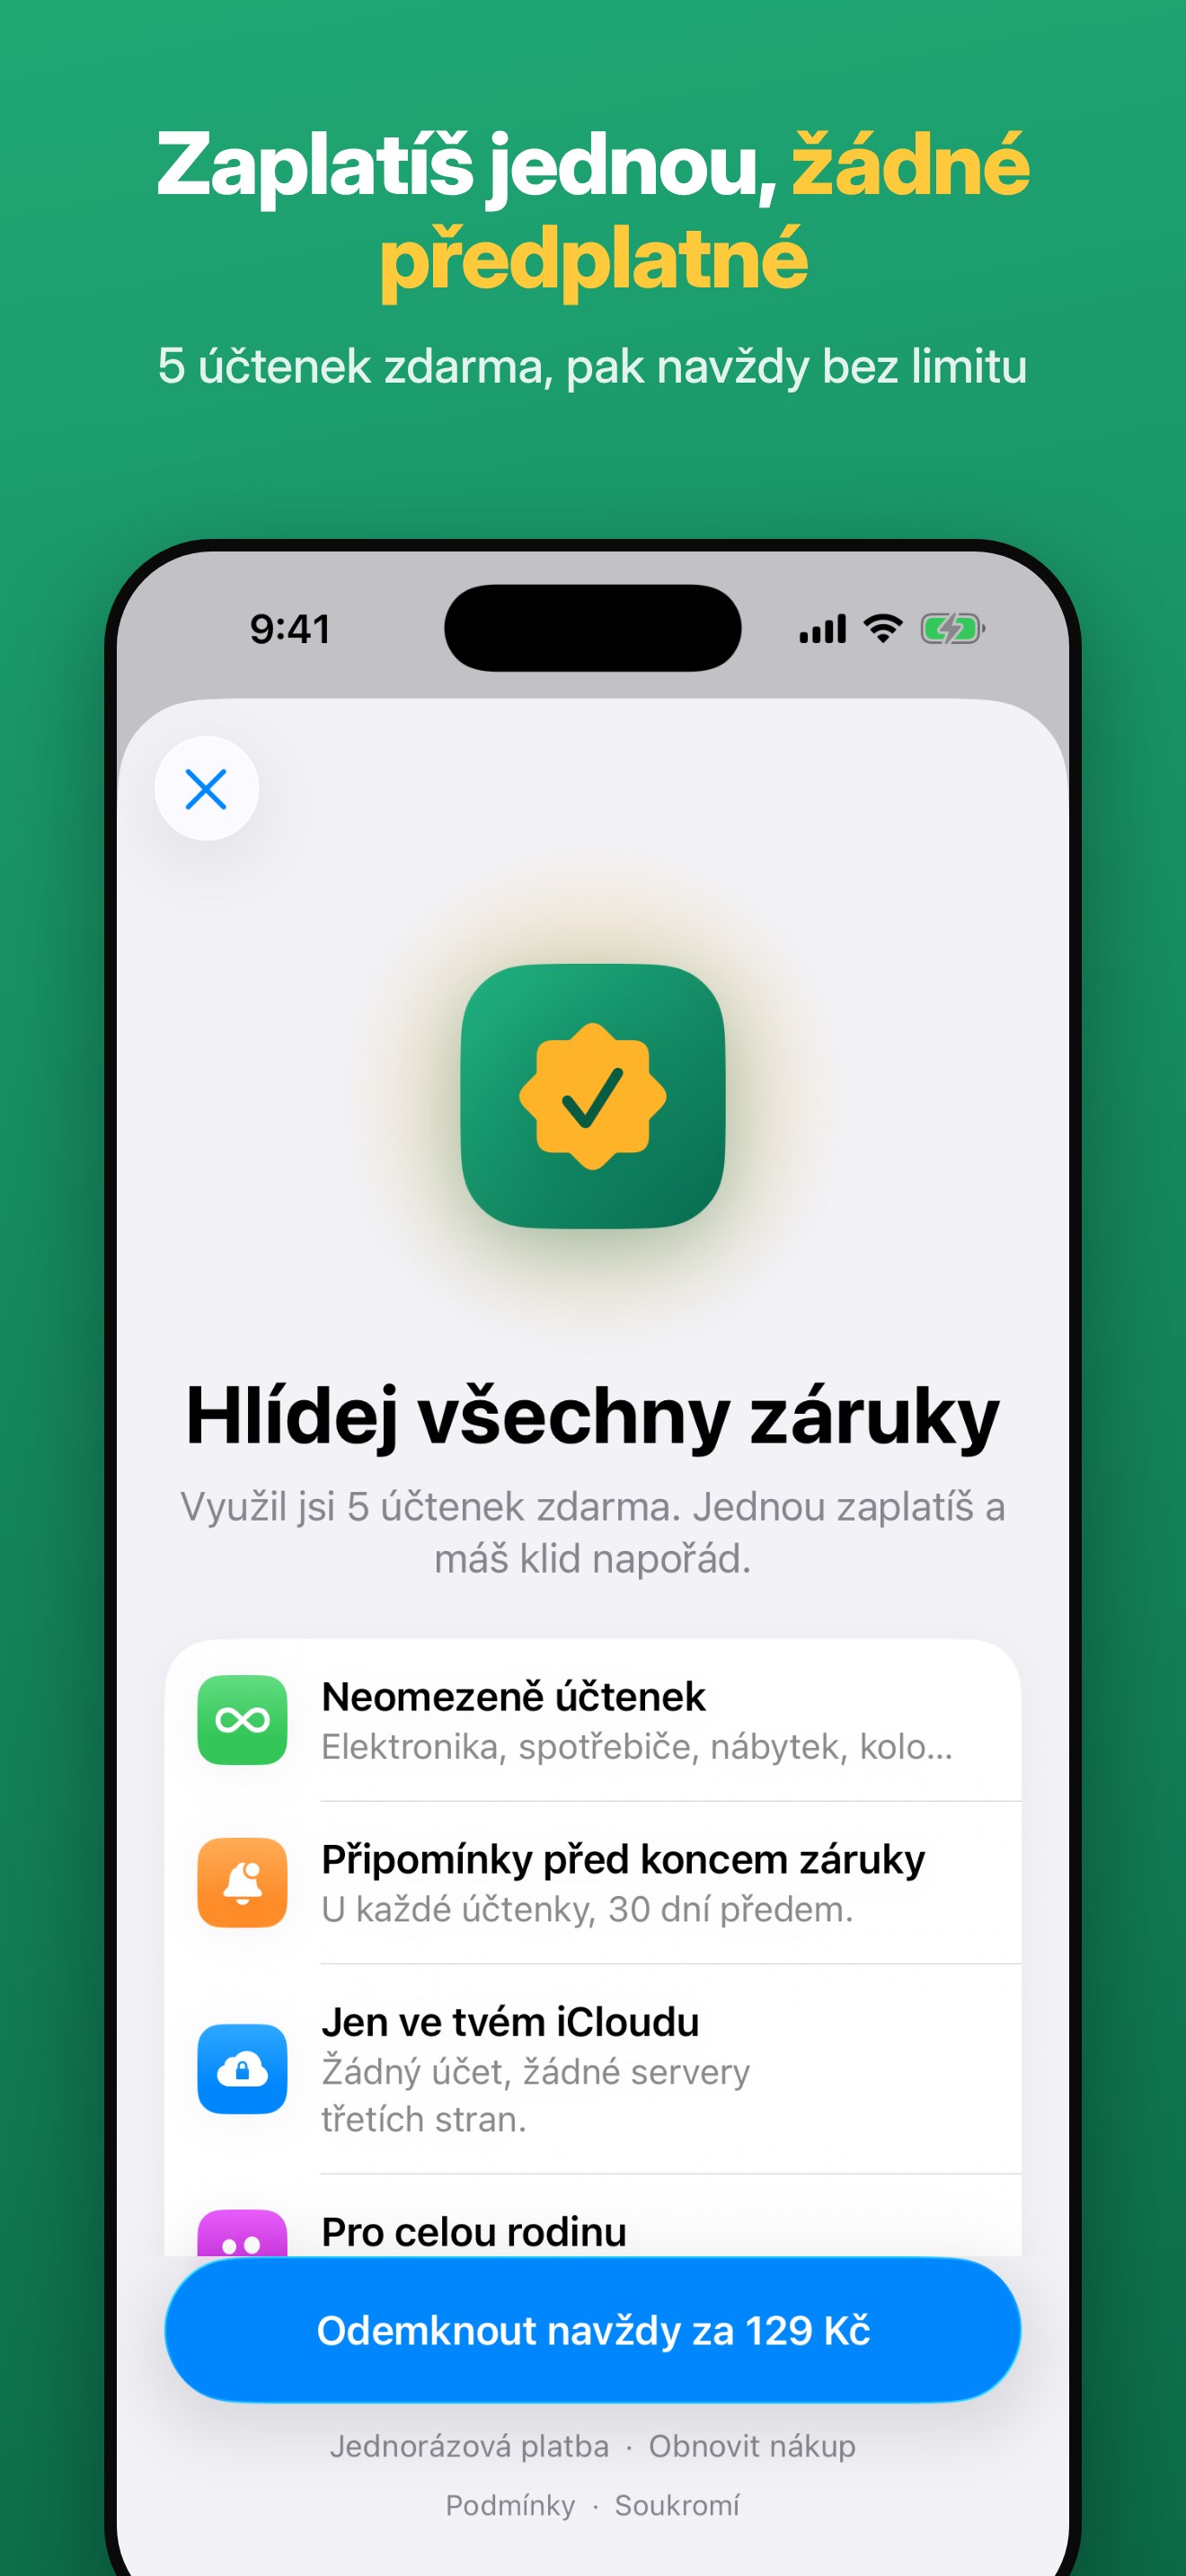 Zaplatíš jednou, žádné
předplatné
5 účtenek zdarma, pak navždy bez limitu
9:41
Hlídej všechny záruky
Využil jsi 5 účtenek zdarma. Jednou zaplatíš a
máš klid napořád.
Neomezeně účtenek
Elektronika, spotřebiče, nábytek, kolo…
Připomínky před koncem záruky
U každé účtenky, 30 dní předem.
Jen ve tvém iCloudu
Žádný účet, žádné servery
třetích stran.
Pro celou rodinu
Odemknout navždy za 129 Kč
Jednorázová platba · Obnovit nákup
Podmínky · Soukromí